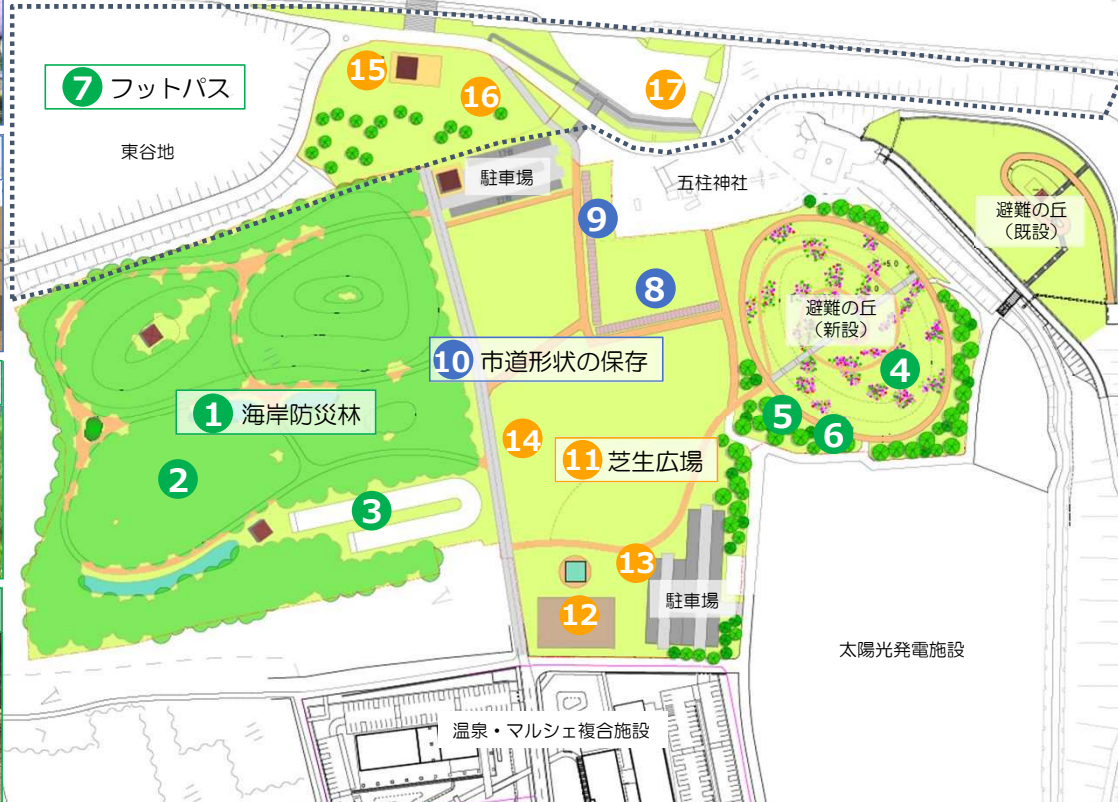 15
7 フットパス
16
17
東谷地
駐車場
五柱神社
9
避難の丘
（既設）
8
避難の丘
（新設）
+5.0
10 市道形状の保存
4
1 海岸防災林
5
6
14
11 芝生広場
2
3
13
12
駐車場
太陽光発電施設
温泉・マルシェ複合施設